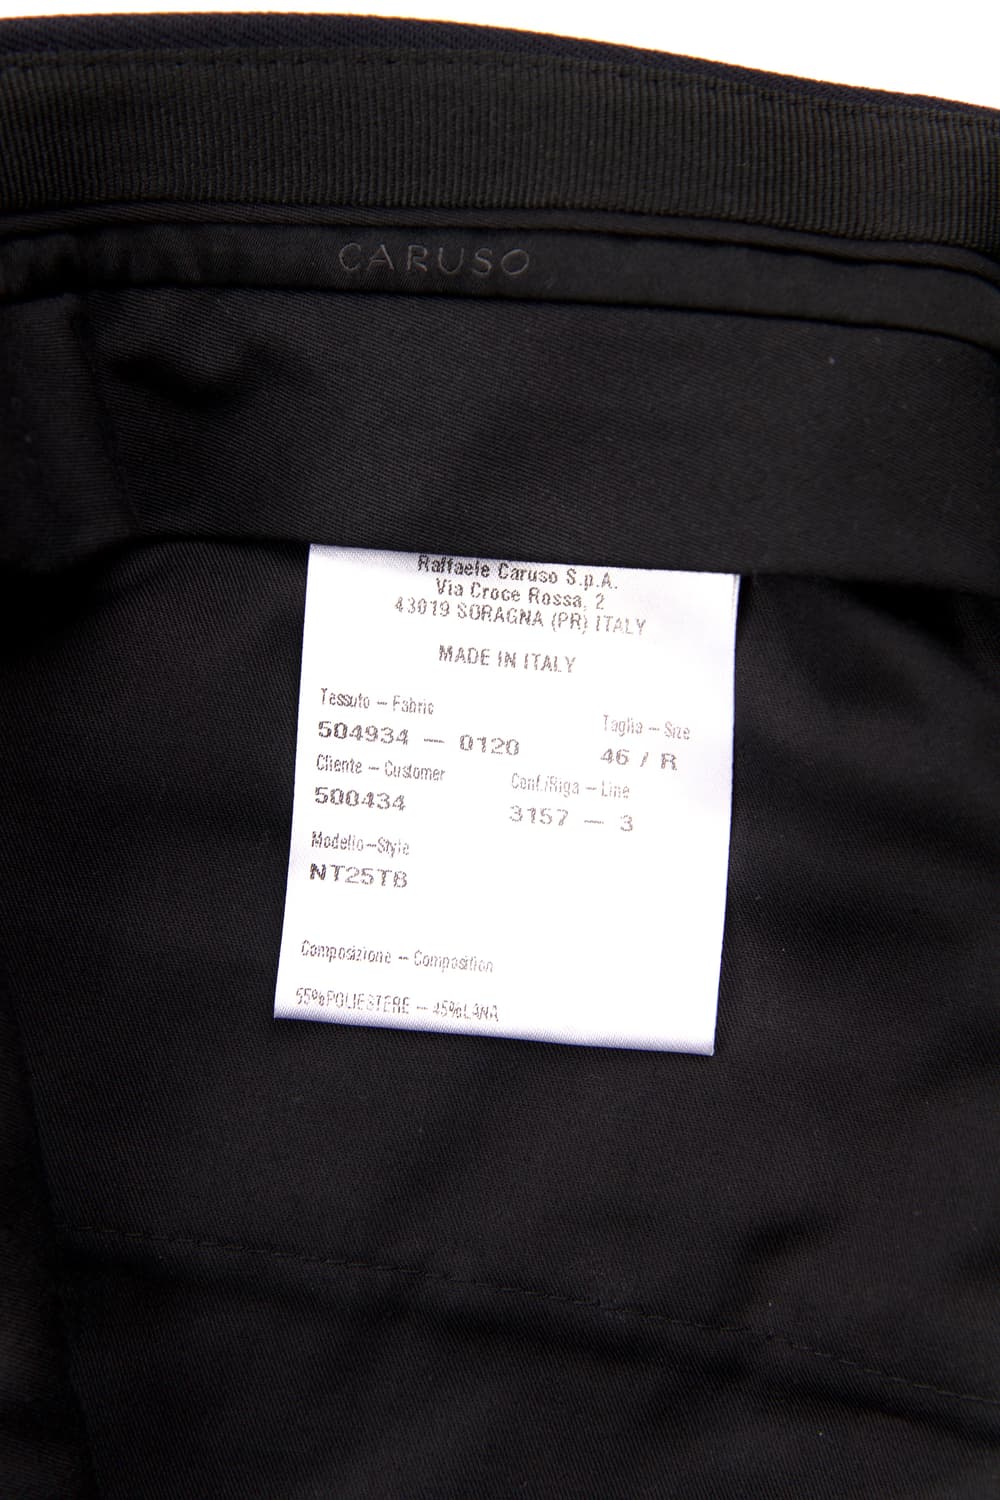 CARUSO
Raffaele Caruso S.p.A.
Via Croce Rossa, 2
43019 SORAGNA (PR) ITALY
MADE IN ITALY
Tessuto – Fabric
504934 – 0120
Taglia – Size
46 / R
Cliente – Customer
500434
Conf./Riga – Line
3157 – 3
Modello–Style
NT25TB
Composizione – Composition
55%POLIESTERE – 45%LANA